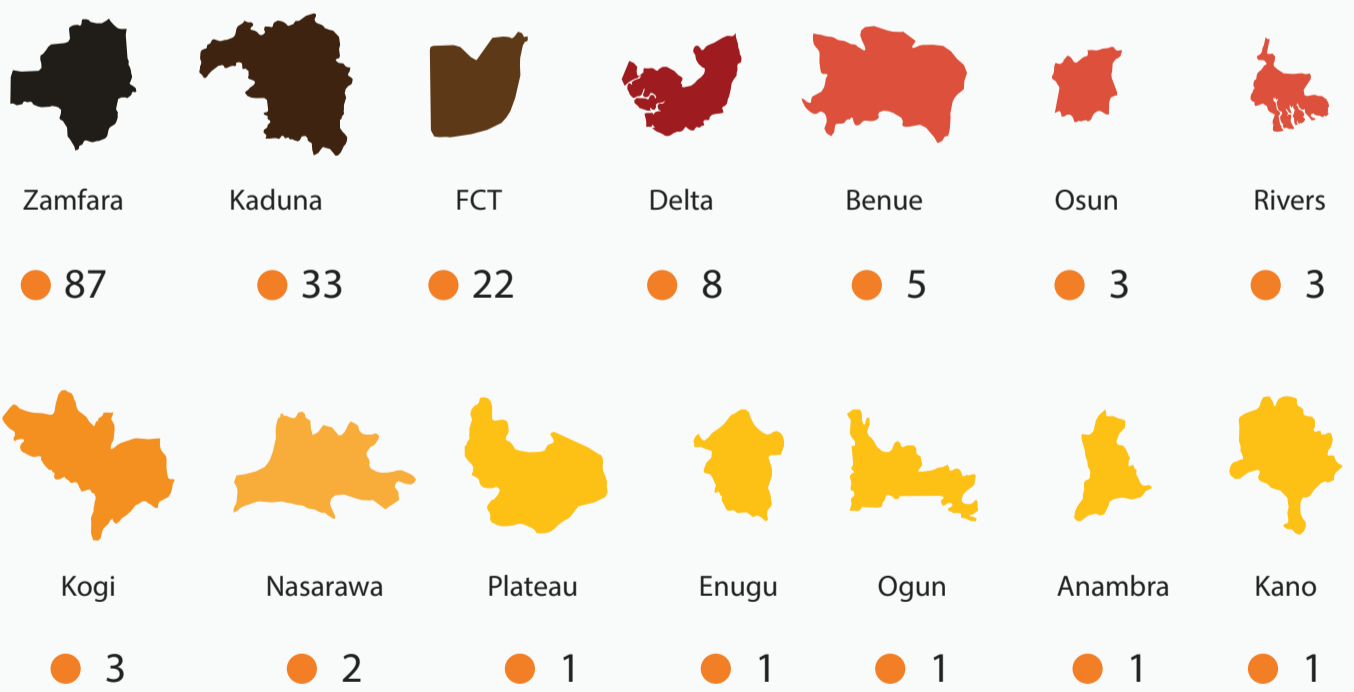 Zamfara Kaduna FCT Delta Benue Osun Rivers
87 33 22 8 5 3 3
Kogi Nasarawa Plateau Enugu Ogun Anambra Kano
3 2 1 1 1 1 1